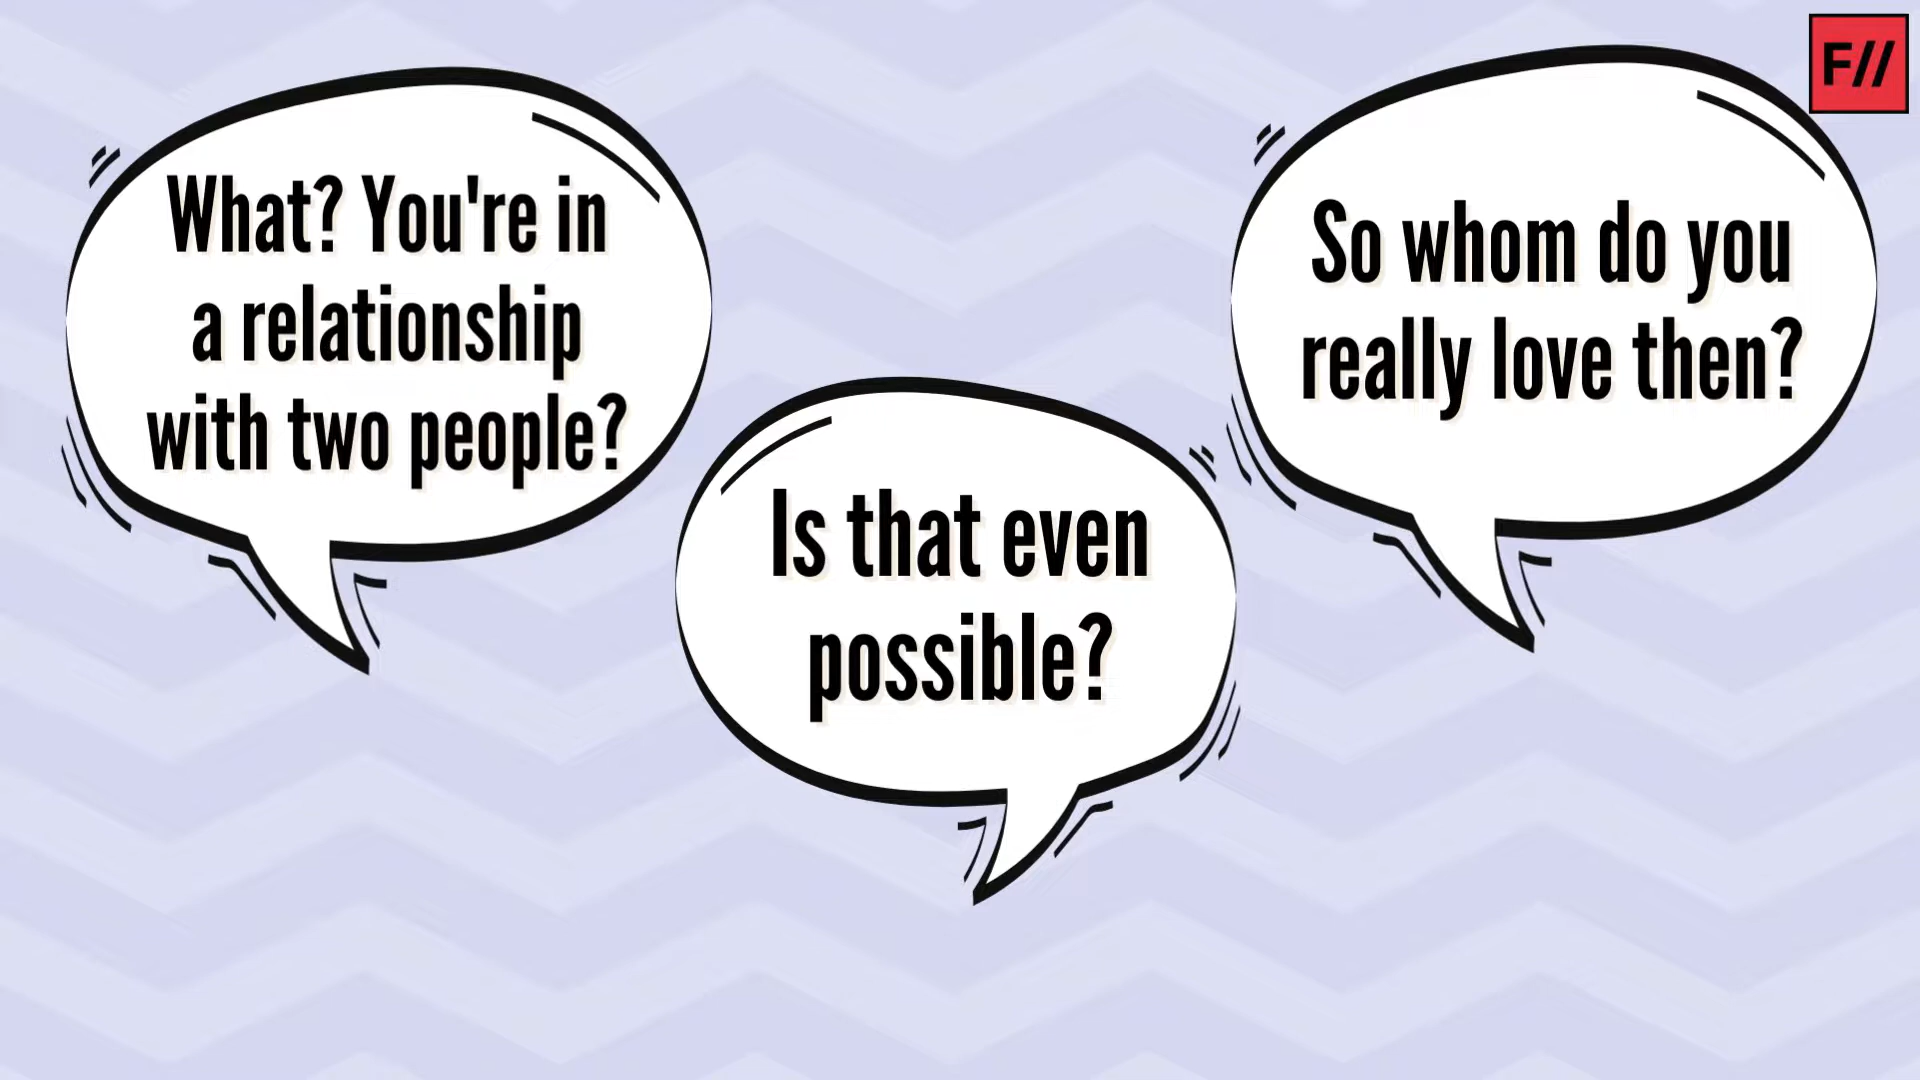 What? You're in
a relationship
with two people?
Is that even
possible?
So whom do you
really love then?
F//